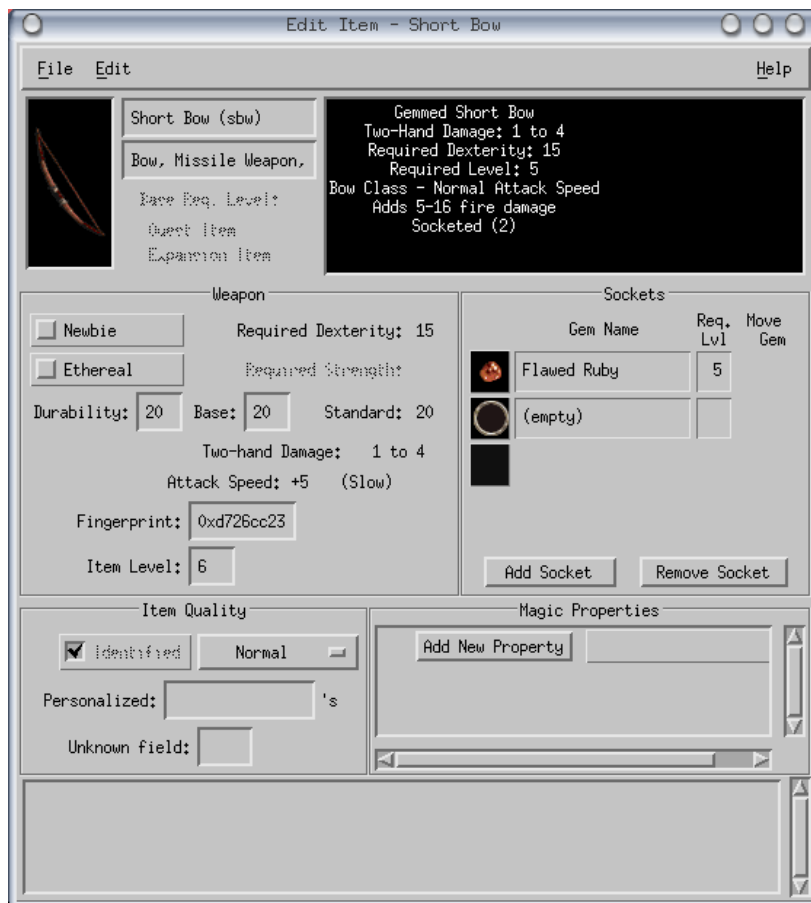 Edit Item - Short Bow
File Edit Help
Short Bow (sbw)
Bow, Missile Weapon,
Base Req. Level:
Quest Item
Expansion Item
Gemmed Short Bow
Two-Hand Damage: 1 to 4
Required Dexterity: 15
Required Level: 5
Bow Class - Normal Attack Speed
Adds 5-16 fire damage
Socketed (2)
Weapon
Newbie
Required Dexterity: 15
Ethereal
Required Strength:
Durability: 20 Base: 20 Standard: 20
Two-hand Damage: 1 to 4
Attack Speed: +5 (Slow)
Fingerprint: 0xd726cc23
Item Level: 6
Sockets
Gem Name Req. Lvl Move Gem
Flawed Ruby 5
(empty)
Add Socket Remove Socket
Item Quality
Identified Normal
Personalized: 's
Unknown field:
Magic Properties
Add New Property